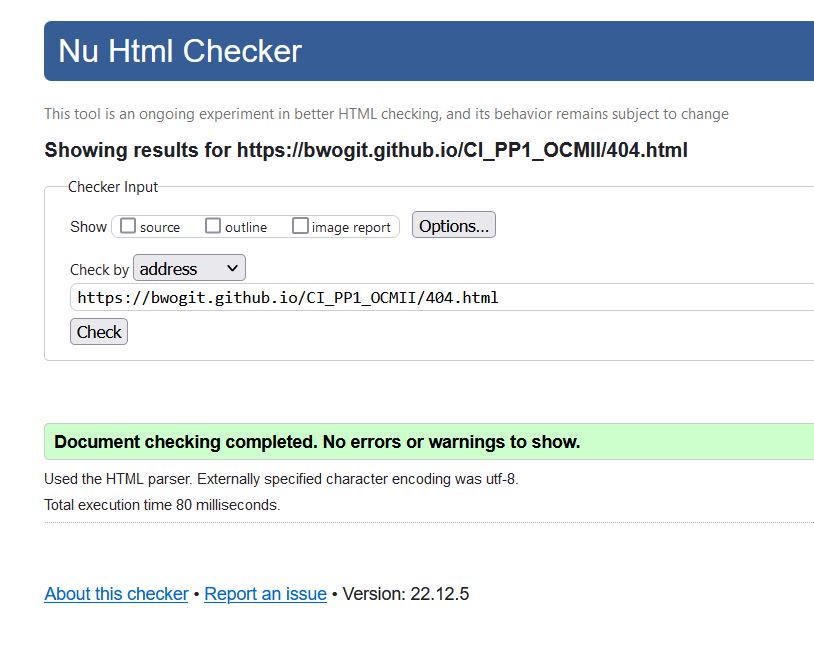 Nu Html Checker
This tool is an ongoing experiment in better HTML checking, and its behavior remains subject to change
Showing results for https://bwogit.github.io/CI_PP1_OCMII/404.html
Checker Input
Show source outline image report Options...
Check by address
https://bwogit.github.io/CI_PP1_OCMII/404.html
Check
Document checking completed. No errors or warnings to show.
Used the HTML parser. Externally specified character encoding was utf-8.
Total execution time 80 milliseconds.
About this checker • Report an issue • Version: 22.12.5